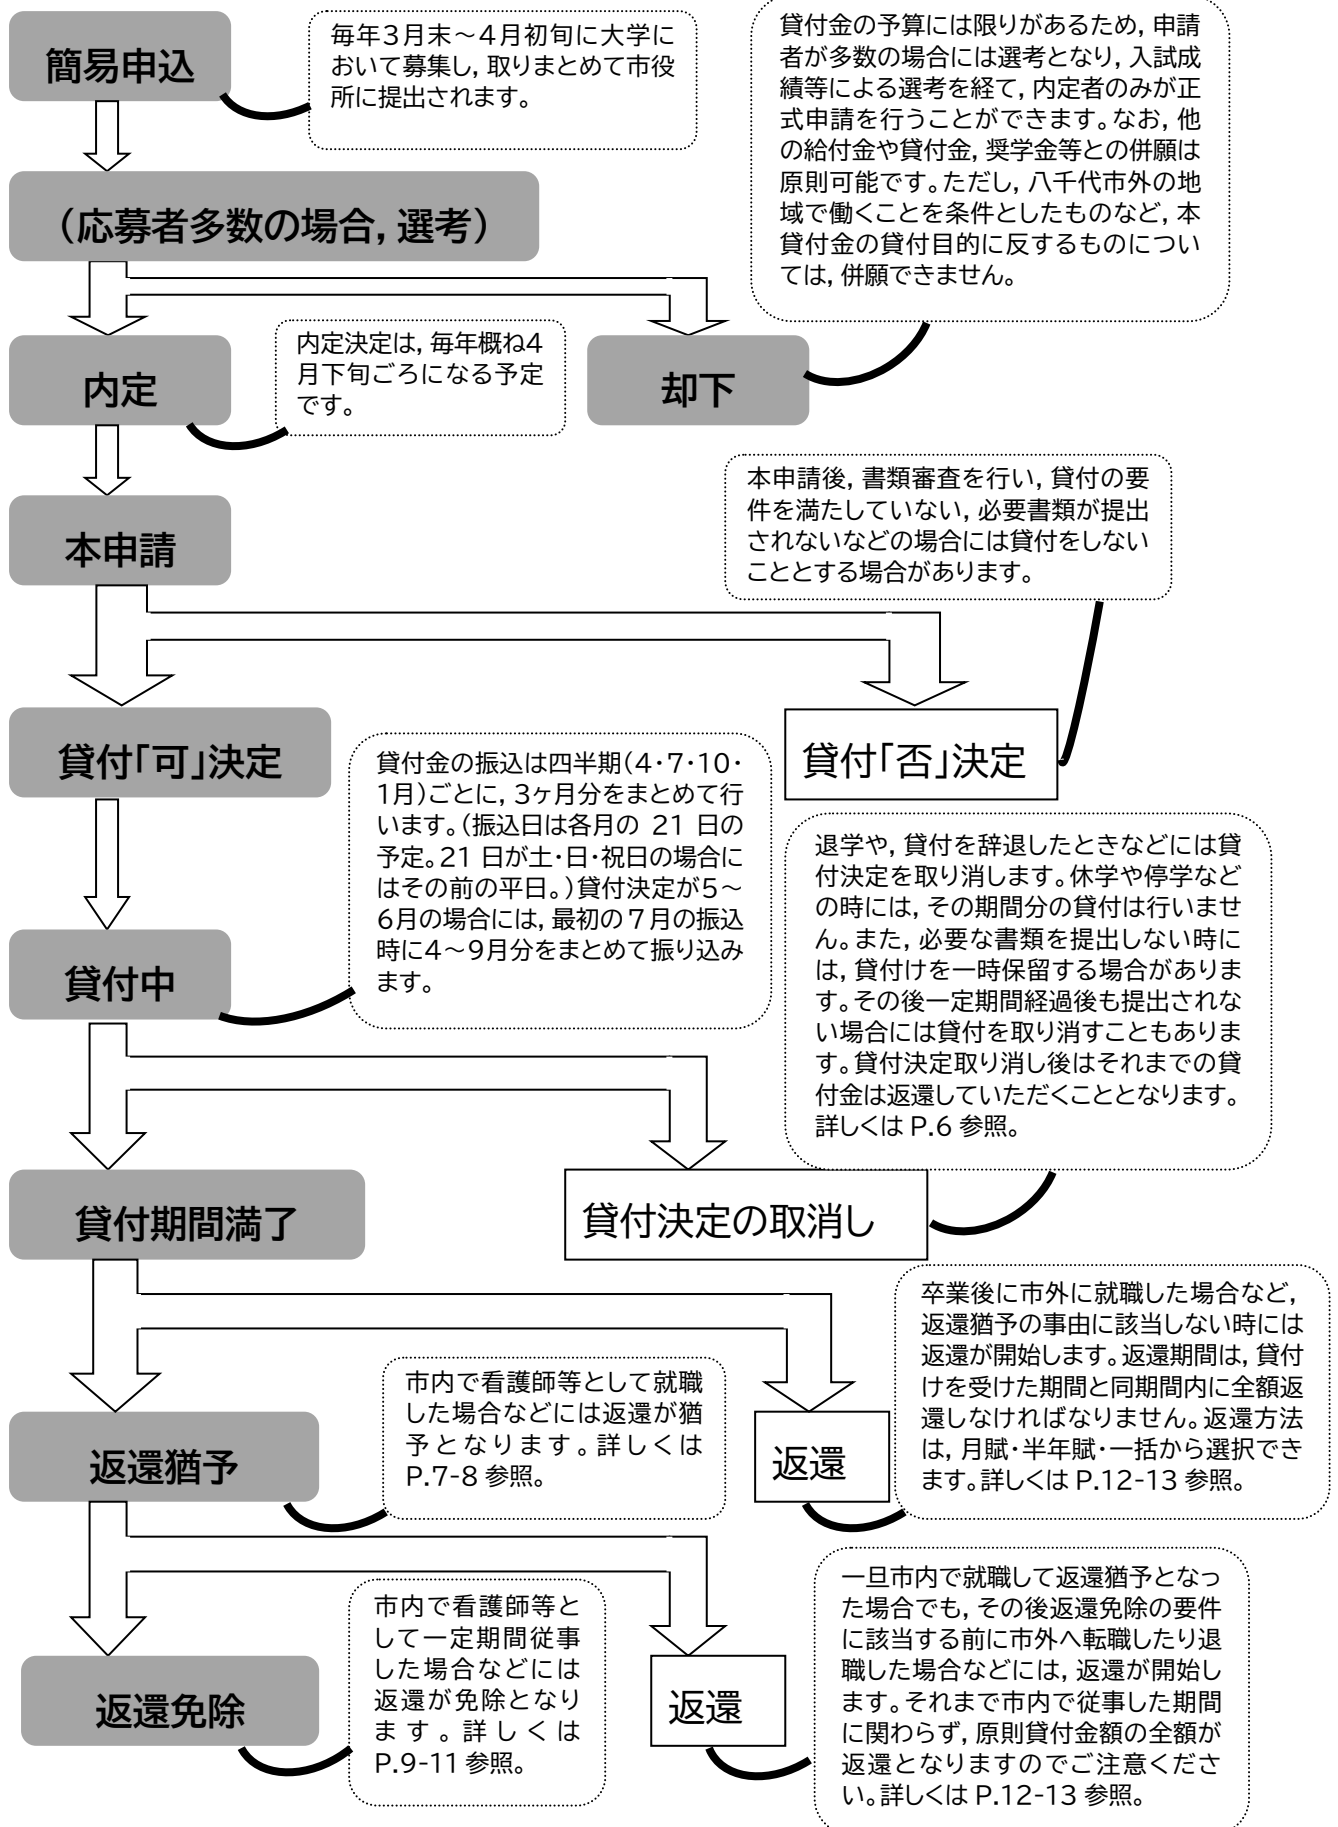 簡易申込
毎年３月末～４月初旬に大学に
おいて募集し，取りまとめて市役
所に提出されます。
貸付金の予算には限りがあるため，申請
者が多数の場合には選考となり，入試成
績等による選考を経て，内定者のみが正
式申請を行うことができます。なお，他
の給付金や貸付金，奨学金等との併願は
原則可能です。ただし，八千代市外の地
域で働くことを条件としたものなど，本
貸付金の貸付目的に反するものについ
ては，併願できません。
（応募者多数の場合，選考）
内定
内定決定は，毎年概ね４
月下旬ごろになる予定
です。
却下
本申請
本申請後，書類審査を行い，貸付の要
件を満たしていない，必要書類が提出
されないなどの場合には貸付をしない
こととする場合があります。
貸付「可」決定
貸付「否」決定
貸付金の振込は四半期（４・７・10・
１月）ごとに，３ヶ月分をまとめて行
います。（振込日は各月の 21 日の
予定。21 日が土・日・祝日の場合に
はその前の平日。）貸付決定が５～
６月の場合には，最初の７月の振込
時に４～９月分をまとめて振り込み
ます。
貸付中
退学や，貸付を辞退したときなどには貸
付決定を取り消します。休学や停学など
の時には，その期間分の貸付は行いませ
ん。また，必要な書類を提出しない時に
は，貸付けを一時保留する場合がありま
す。その後一定期間経過後も提出されな
い場合には貸付を取り消すこともありま
す。貸付決定取り消し後はそれまでの貸
付金は返還していただくこととなります。
詳しくは P.6 参照。
貸付期間満了
貸付決定の取消し
卒業後に市外に就職した場合など，
返還猶予の事由に該当しない時には
返還が開始します。返還期間は，貸付
けを受けた期間と同期間内に全額返
還しなければなりません。返還方法
は，月賦・半年賦・一括から選択でき
ます。詳しくは P.12-13 参照。
返還猶予
市内で看護師等として就職
した場合などには返還が猶
予となります。詳しくは
P.7-8 参照。
返還
返還免除
市内で看護師等と
して一定期間従事
した場合などには
返還が免除となり
ます。詳しくは
P.9-11 参照。
返還
一旦市内で就職して返還猶予となっ
た場合でも，その後返還免除の要件
に該当する前に市外へ転職したり退
職した場合などには，返還が開始し
ます。それまで市内で従事した期間
に関わらず，原則貸付金額の全額が
返還となりますのでご注意くださ
い。詳しくは P.12-13 参照。